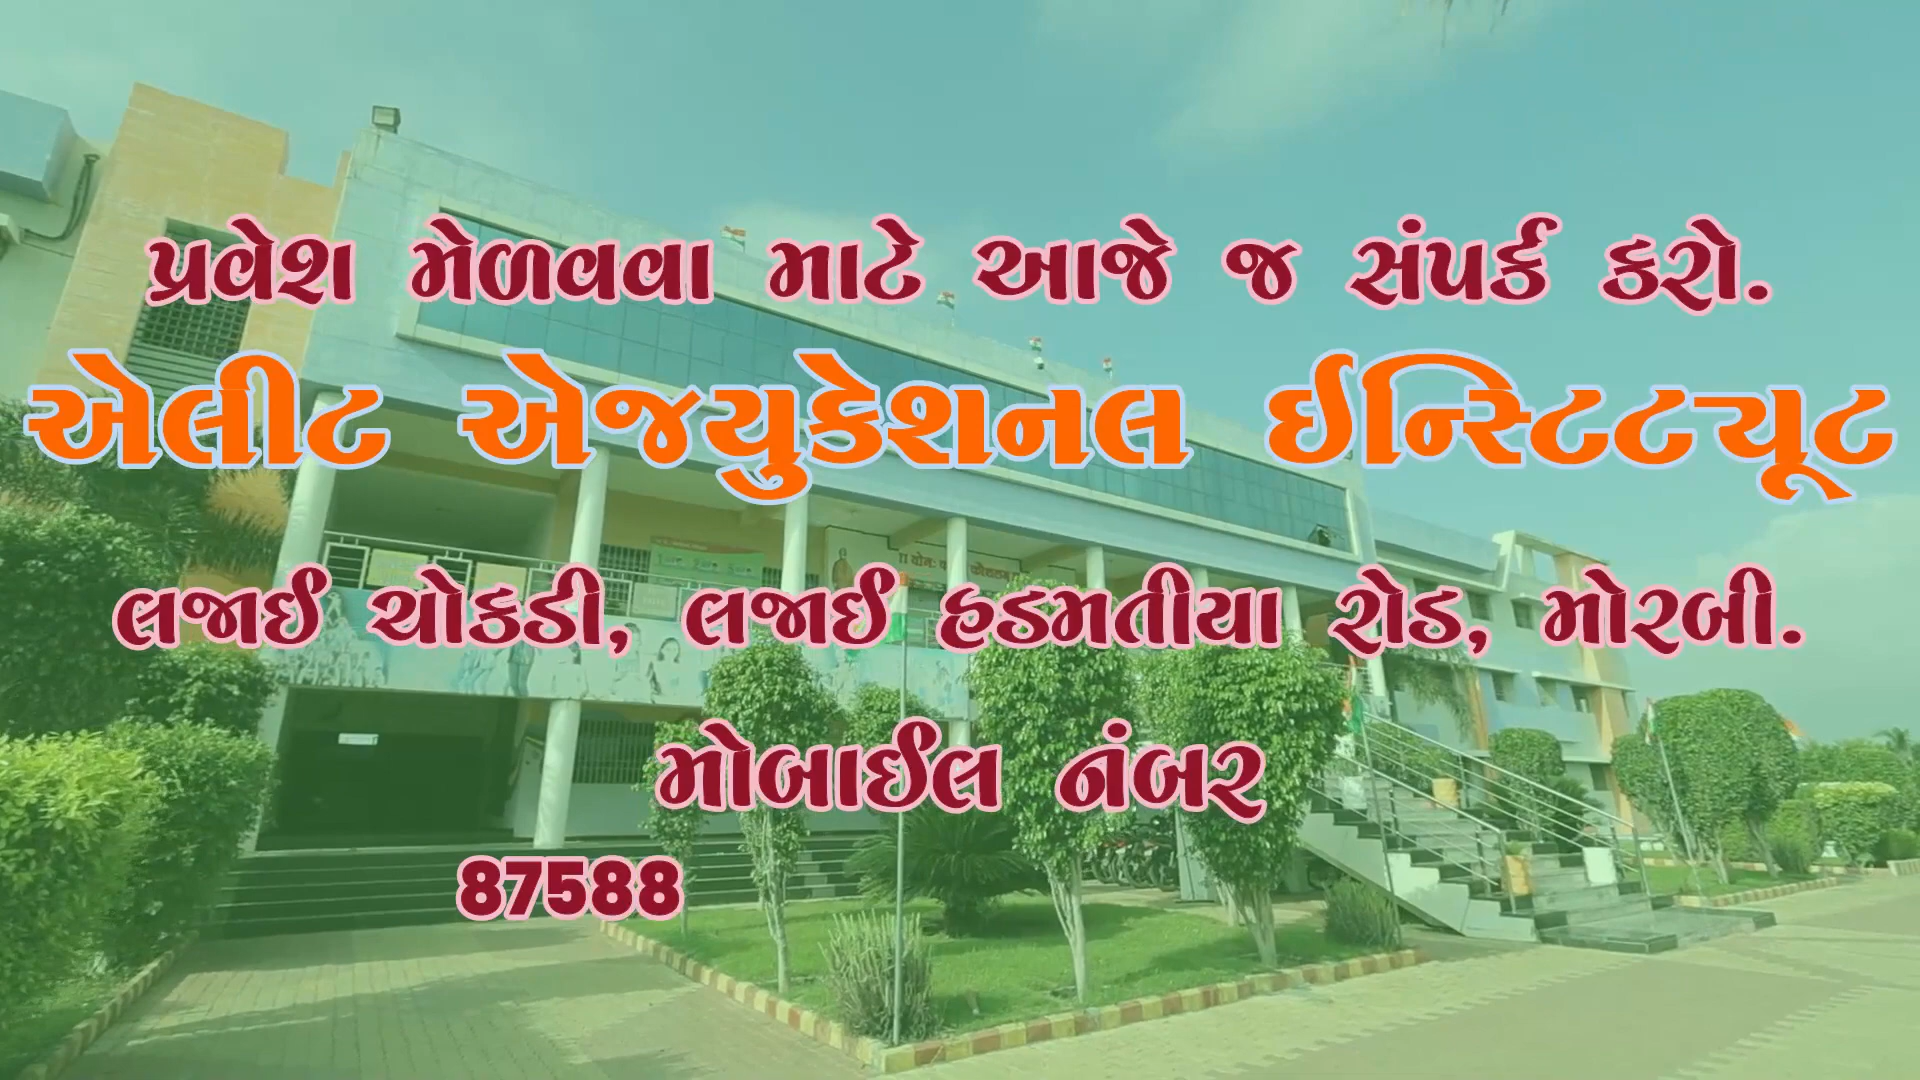 પ્રવેશ મેળવવા માટે આજે જ સંપર્ક કરો.
એલીટ એજયુકેશનલ ઈન્સ્ટિટ્યૂટ
લજાઈ ચોકડી, લજાઈ હડમતીયા રોડ, મોરબી.
મોબાઈલ નંબર
87588